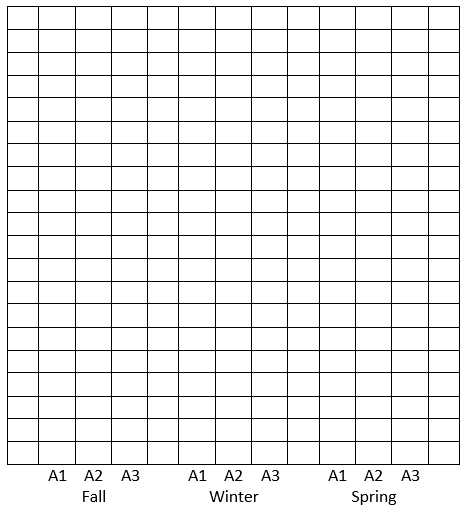 A1 A2 A3 A1 A2 A3 A1 A2 A3
Fall Winter Spring